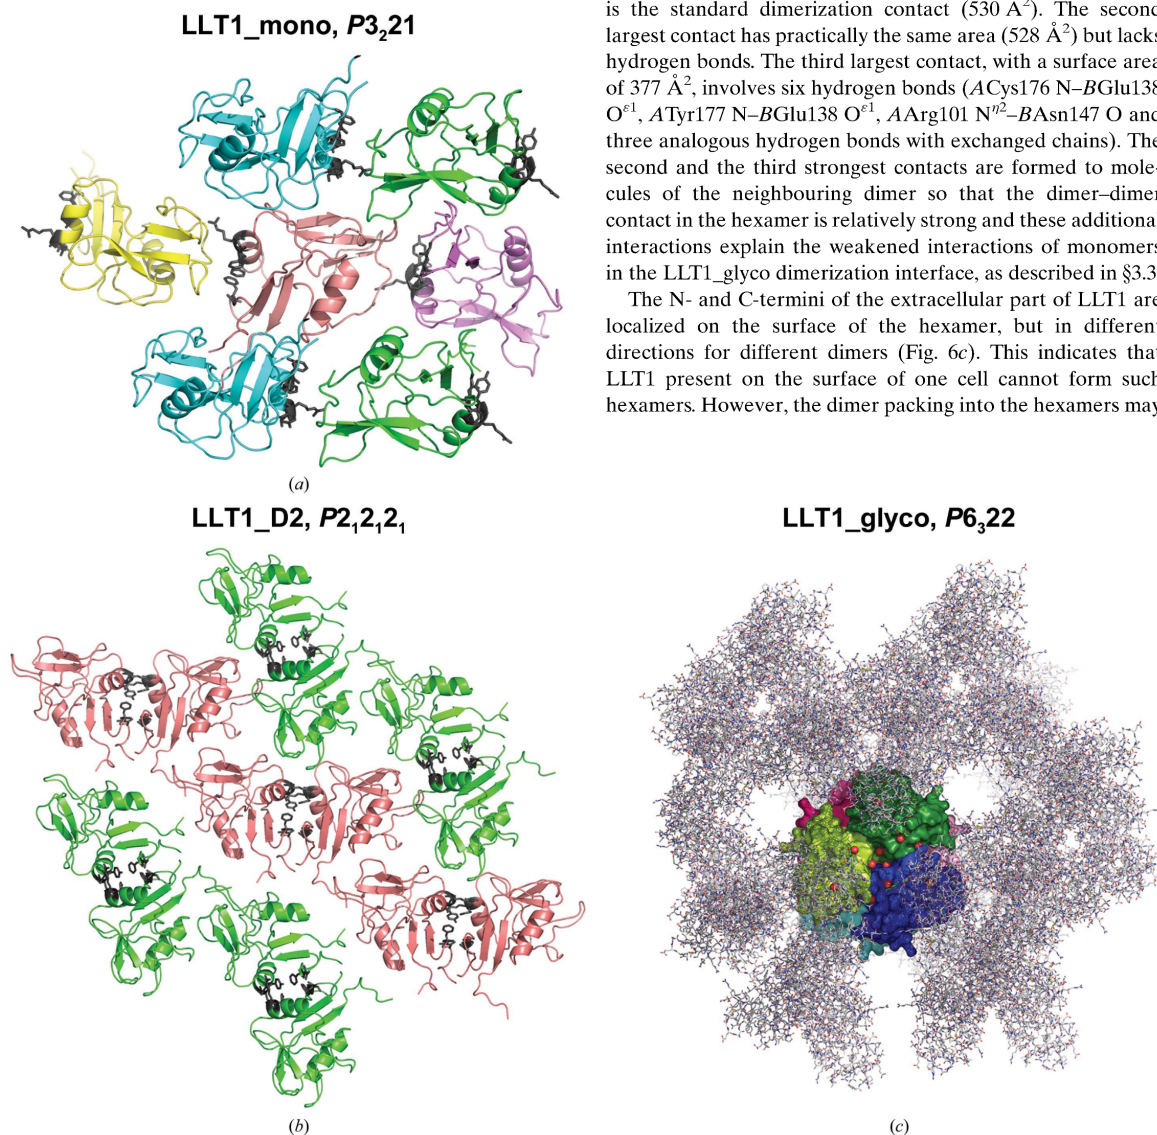 LLT1_mono, P3₂21
(a)
is the standard dimerization contact (530 Å²). The second
largest contact has practically the same area (528 Å²) but lacks
hydrogen bonds. The third largest contact, with a surface area
of 377 Å², involves six hydrogen bonds (ACys176 N–BGlu138
Oᵋ¹, ATyr177 N–BGlu138 Oᵋ¹, AArg101 Nᵑ²–BAsn147 O and
three analogous hydrogen bonds with exchanged chains). The
second and the third strongest contacts are formed to mole-
cules of the neighbouring dimer so that the dimer–dimer
contact in the hexamer is relatively strong and these additional
interactions explain the weakened interactions of monomers
in the LLT1_glyco dimerization interface, as described in §3.3
The N- and C-termini of the extracellular part of LLT1 are
localized on the surface of the hexamer, but in different
directions for different dimers (Fig. 6c). This indicates that
LLT1 present on the surface of one cell cannot form such
hexamers. However, the dimer packing into the hexamers may
LLT1_D2, P2₁2₁2₁
(b)
LLT1_glyco, P6₃22
(c)